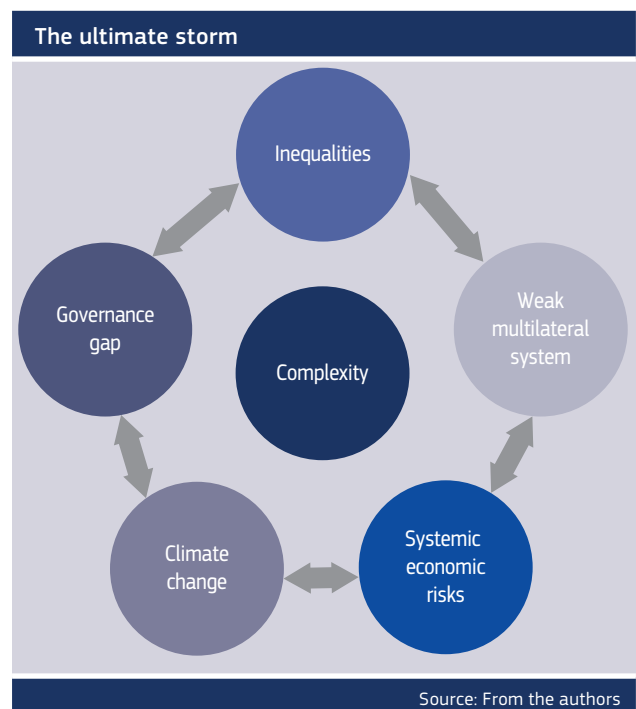 The ultimate storm
Inequalities
Governance
gap
Weak
multilateral
system
Complexity
Climate
change
Systemic
economic
risks
Source: From the authors